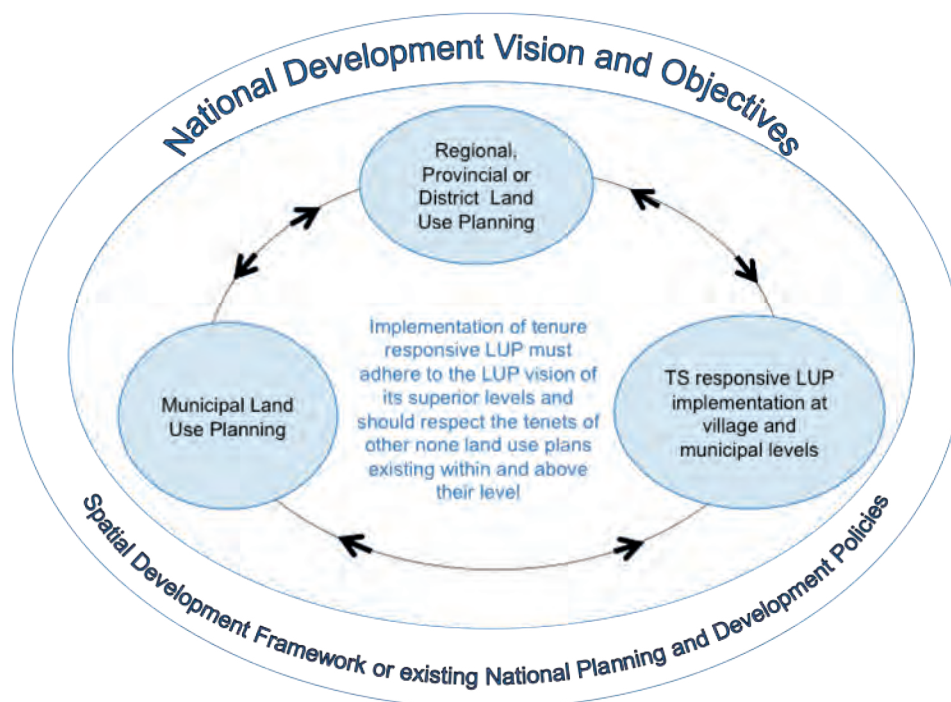 National Development Vision and Objectives
Regional,
Provincial or
District Land
Use Planning
Implementation of tenure
responsive LUP must
adhere to the LUP vision of
its superior levels and
should respect the tenets of
other none land use plans
existing within and above
their level
Municipal Land
Use Planning
TS responsive LUP
implementation at
village and
municipal levels
Spatial Development Framework or existing National Planning and Development Policies